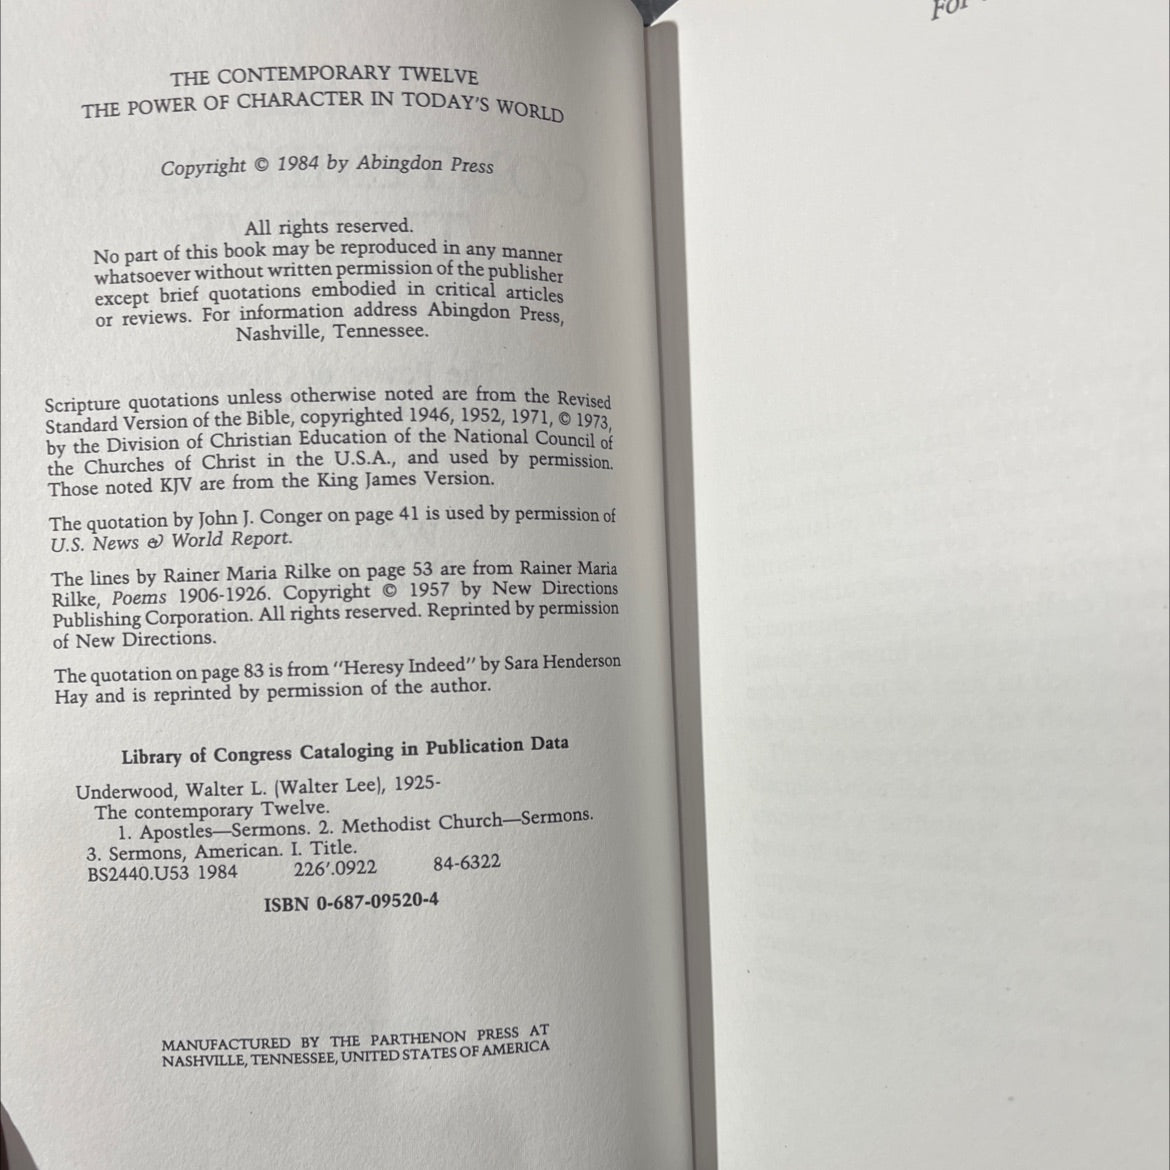 THE CONTEMPORARY TWELVE
THE POWER OF CHARACTER IN TODAY'S WORLD
Copyright © 1984 by Abingdon Press
All rights reserved.
No part of this book may be reproduced in any manner
whatsoever without written permission of the publisher
except brief quotations embodied in critical articles
or reviews. For information address Abingdon Press,
Nashville, Tennessee.
Scripture quotations unless otherwise noted are from the Revised
Standard Version of the Bible, copyrighted 1946, 1952, 1971, © 1973,
by the Division of Christian Education of the National Council of
the Churches of Christ in the U.S.A., and used by permission.
Those noted KJV are from the King James Version.
The quotation by John J. Conger on page 41 is used by permission of
U.S. News & World Report.
The lines by Rainer Maria Rilke on page 53 are from Rainer Maria
Rilke, Poems 1906-1926. Copyright © 1957 by New Directions
Publishing Corporation. All rights reserved. Reprinted by permission
of New Directions.
The quotation on page 83 is from "Heresy Indeed" by Sara Henderson
Hay and is reprinted by permission of the author.
Library of Congress Cataloging in Publication Data
Underwood, Walter L. (Walter Lee), 1925-
The contemporary Twelve.
1. Apostles—Sermons. 2. Methodist Church—Sermons.
3. Sermons, American. I. Title.
BS2440.U53 1984 226'.0922 84-6322
ISBN 0-687-09520-4
MANUFACTURED BY THE PARTHENON PRESS AT
NASHVILLE, TENNESSEE, UNITED STATES OF AMERICA
For